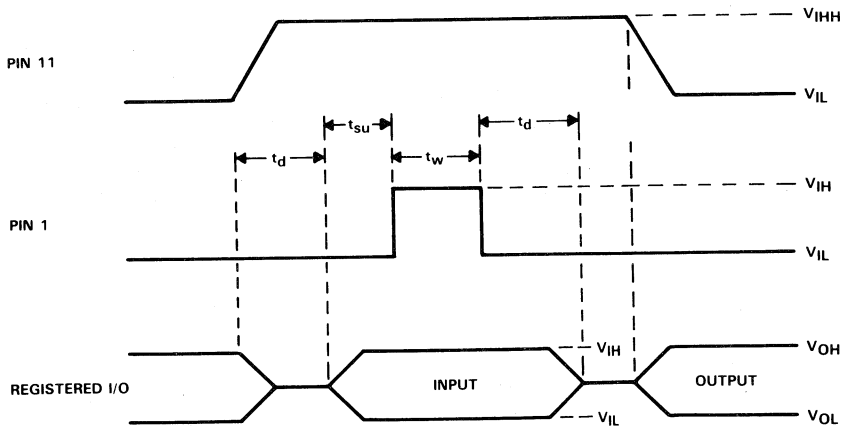 V_IHH
PIN 11
V_IL
t_su
t_d
t_d
t_w
V_IH
PIN 1
V_IL
V_IH
V_OH
REGISTERED I/O
INPUT
OUTPUT
V_IL
V_OL